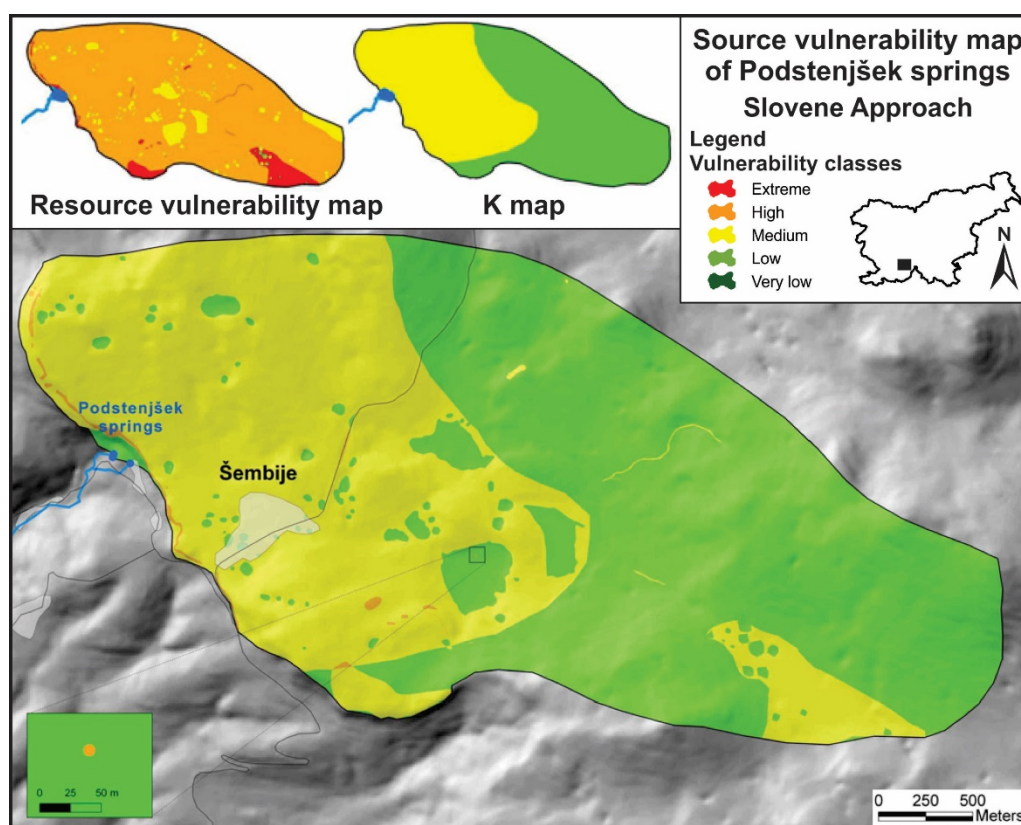 Source vulnerability map
of Podstenjšek springs
Slovene Approach
Legend
Vulnerability classes
Extreme
High
Medium
Low
Very low
N
Resource vulnerability map
K map
Podstenjšek
springs
Šembije
0 25 50 m
0 250 500
Meters